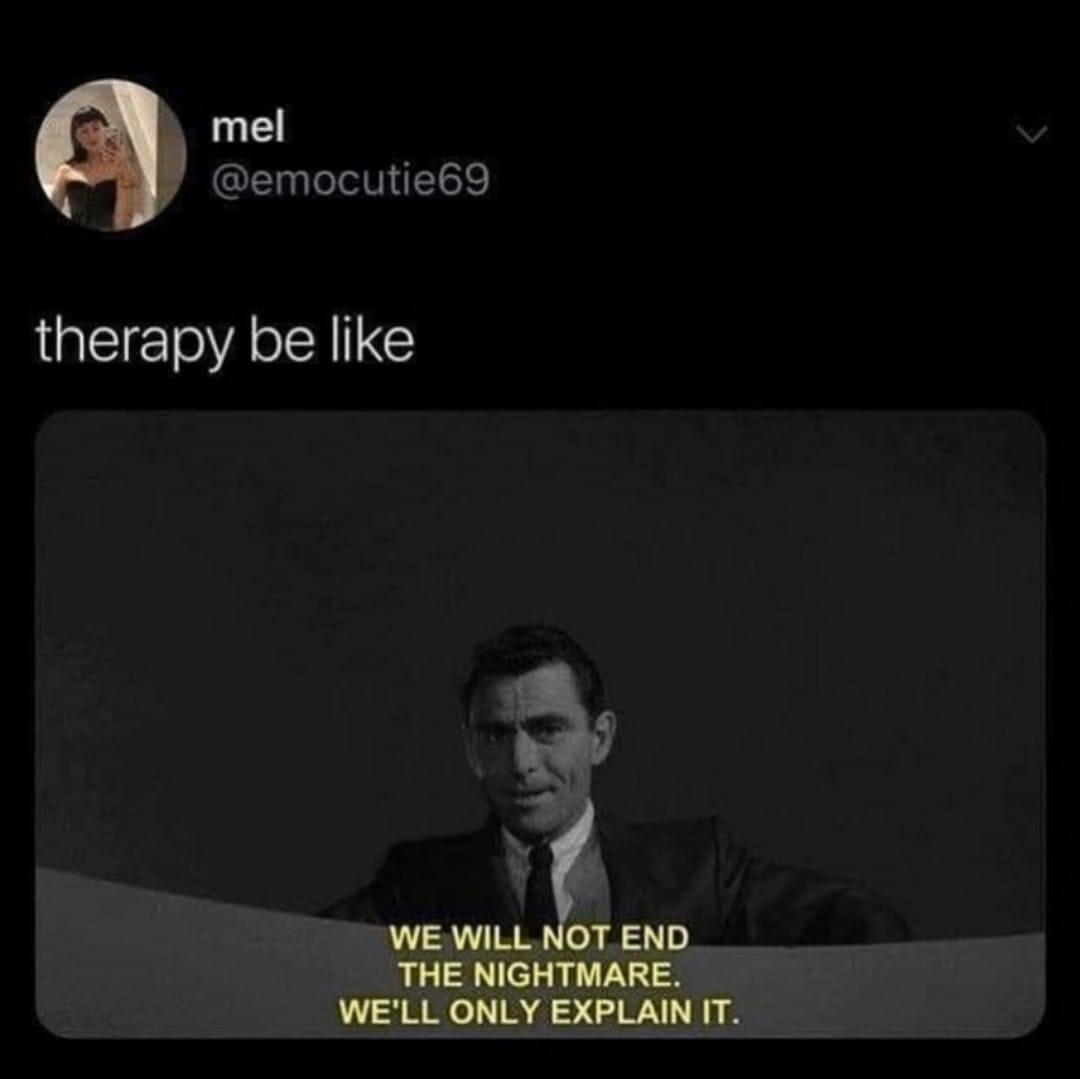 mel
@emocutie69
therapy be like
WE WILL NOT END
THE NIGHTMARE.
WE'LL ONLY EXPLAIN IT.